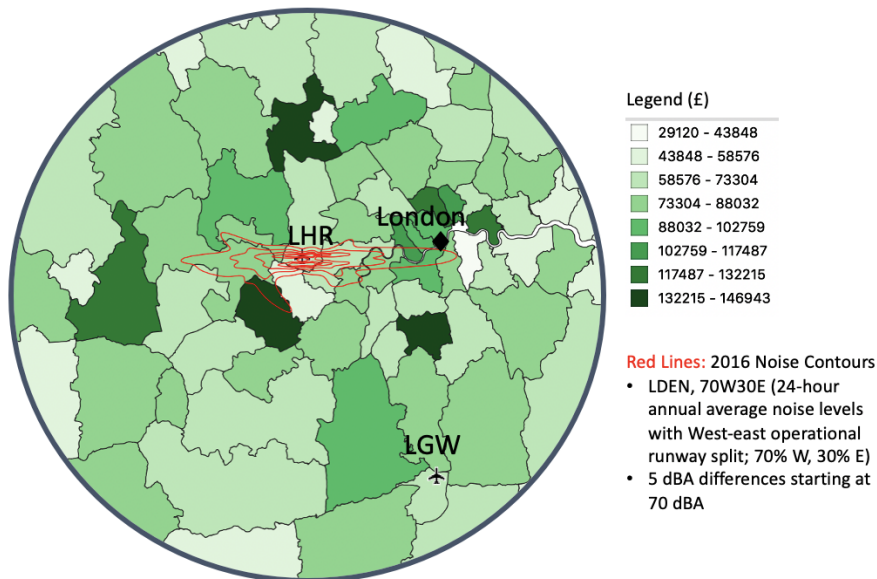 Legend (£)
29120 - 43848
43848 - 58576
58576 - 73304
73304 - 88032
88032 - 102759
102759 - 117487
117487 - 132215
132215 - 146943
London
LHR
LGW
Red Lines: 2016 Noise Contours
• LDEN, 70W30E (24-hour
annual average noise levels
with West-east operational
runway split; 70% W, 30% E)
• 5 dBA differences starting at
70 dBA